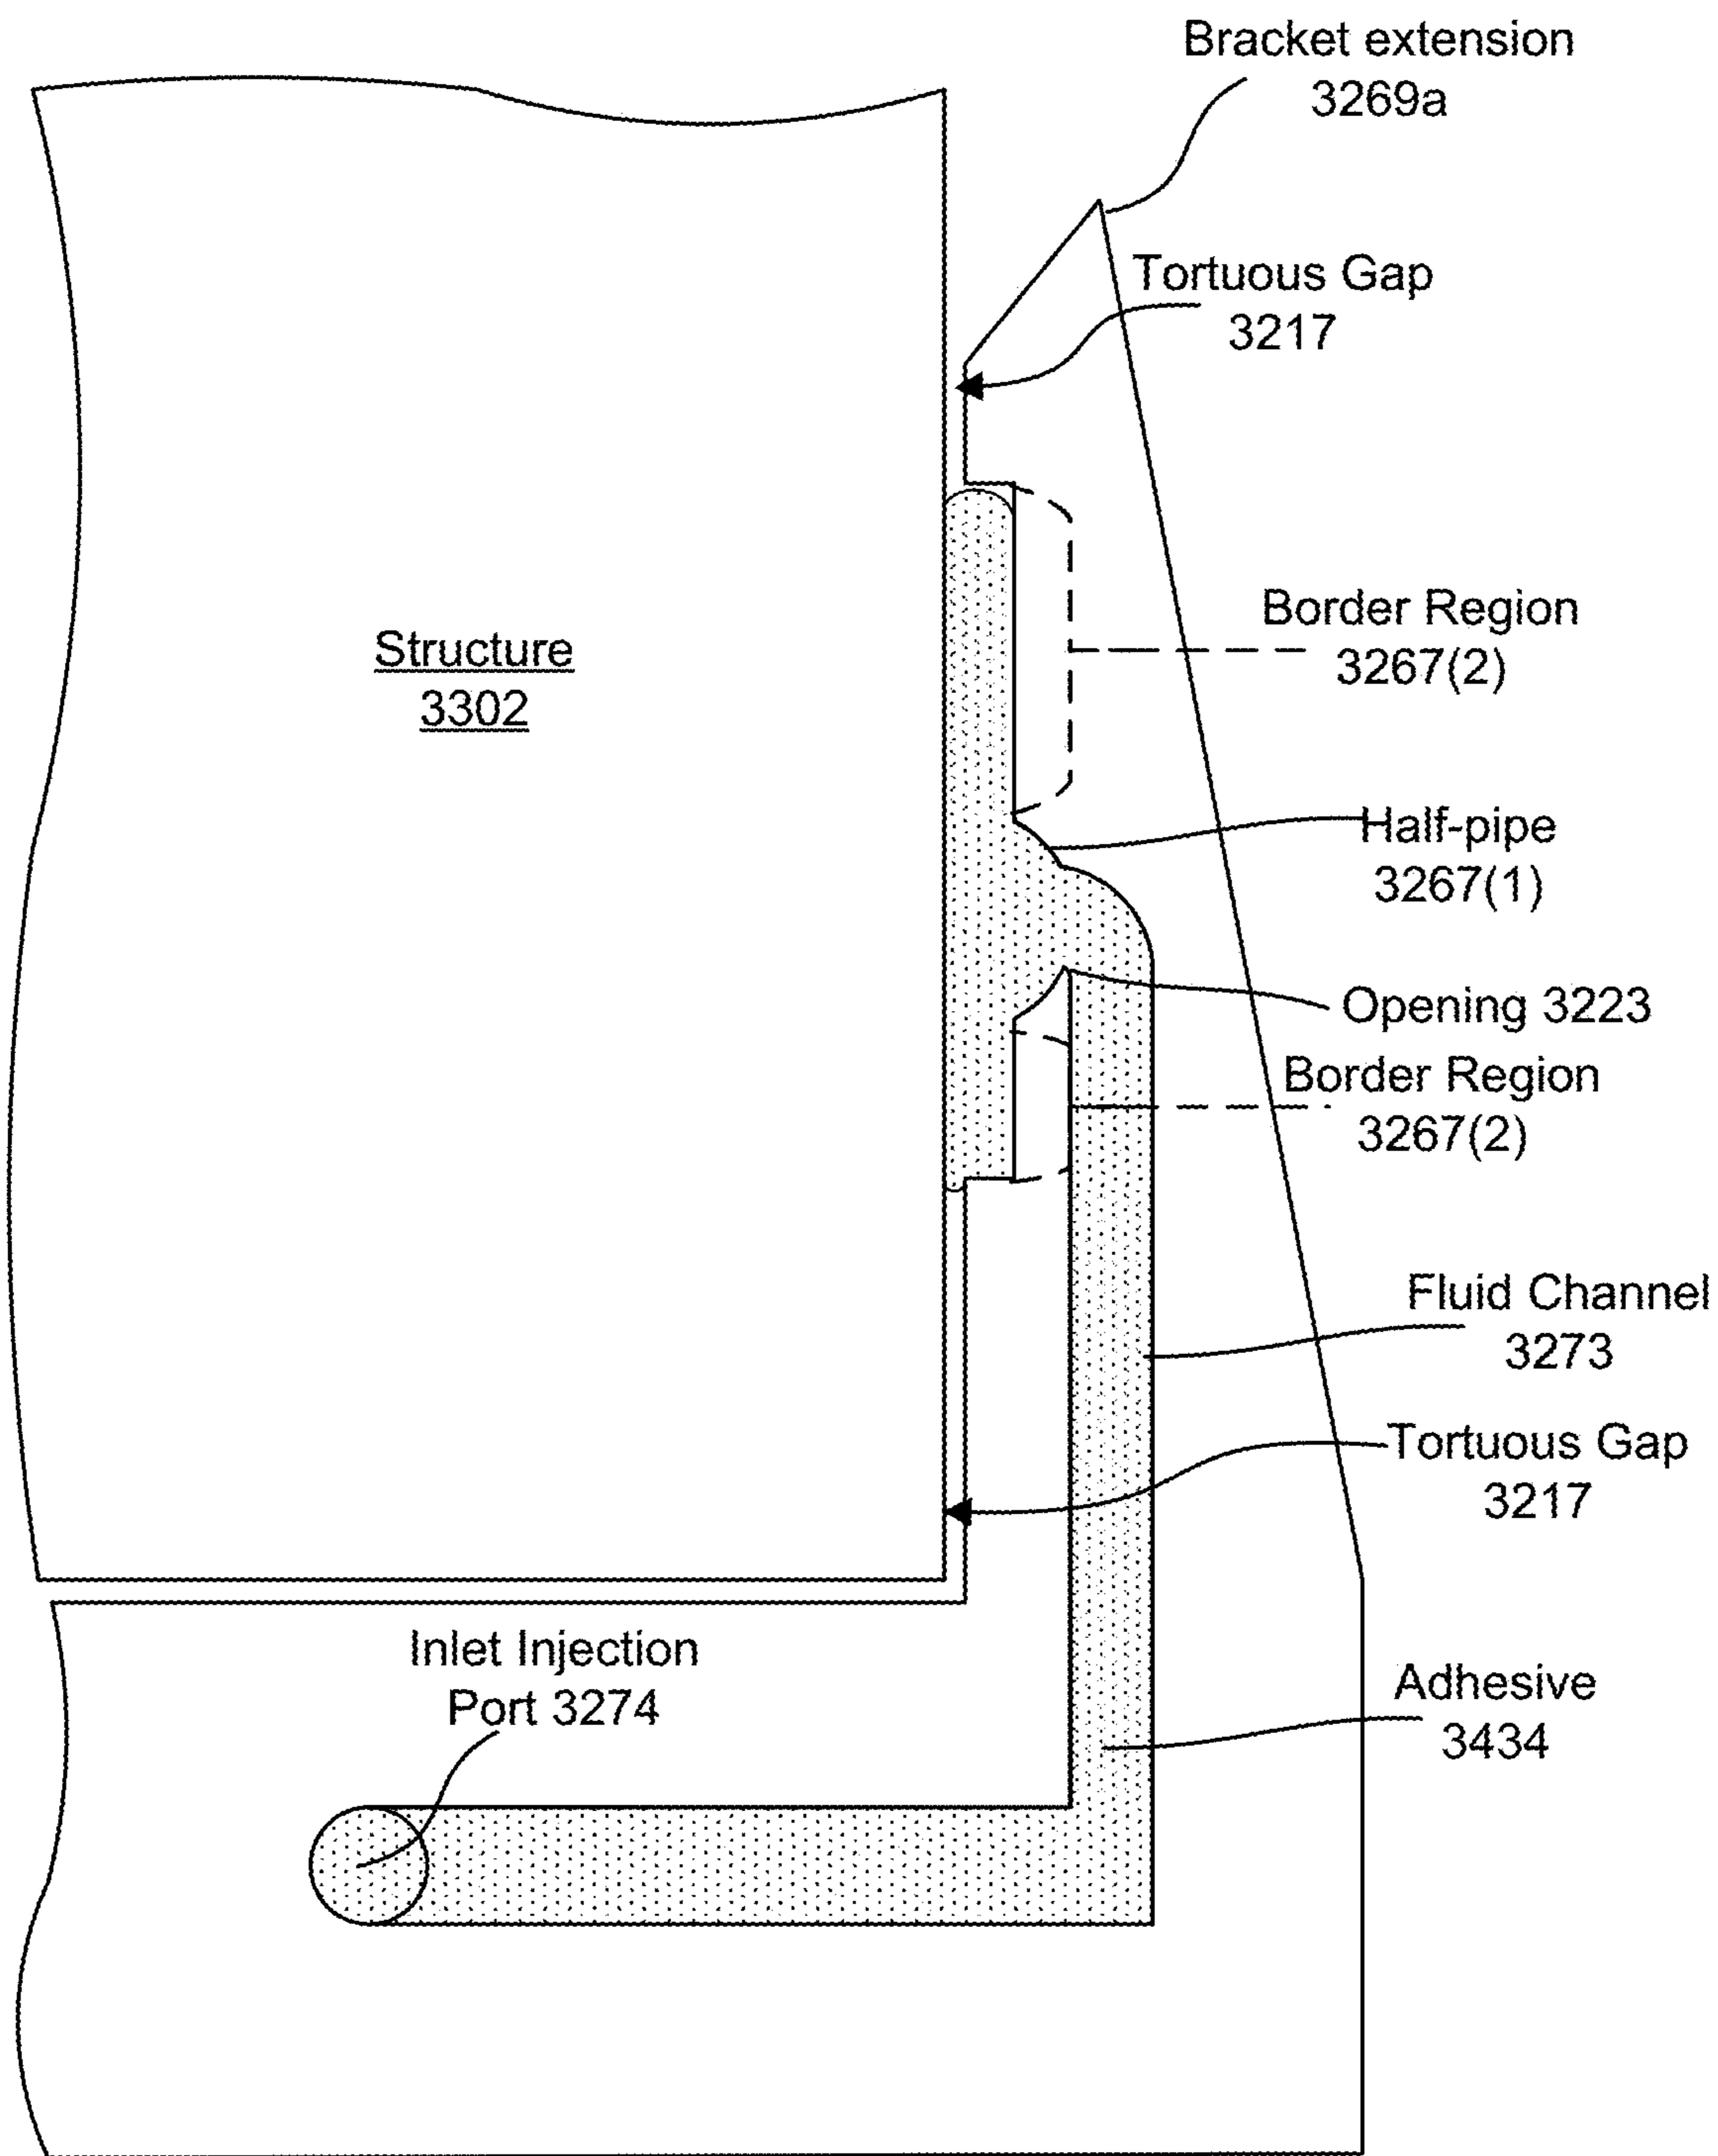 Bracket extension
3269a
Tortuous Gap
3217
Border Region
3267(2)
Structure
3302
Half-pipe
3267(1)
Opening 3223
Border Region
3267(2)
Fluid Channel
3273
Tortuous Gap
3217
Inlet Injection
Port 3274
Adhesive
3434